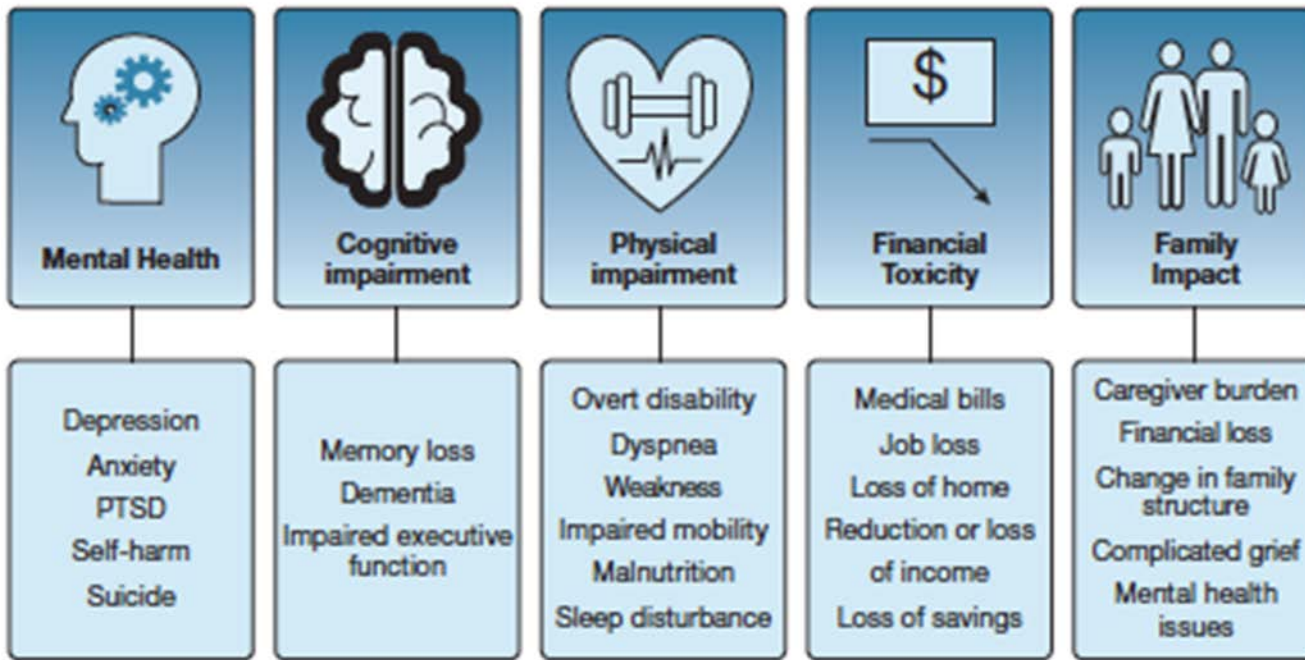 $
Mental Health
Cognitive
impairment
Physical
impairment
Financial
Toxicity
Family
Impact
Depression
Anxiety
PTSD
Self-harm
Suicide
Memory loss
Dementia
Impaired executive
function
Overt disability
Dyspnea
Weakness
Impaired mobility
Malnutrition
Sleep disturbance
Medical bills
Job loss
Loss of home
Reduction or loss
of income
Loss of savings
Caregiver burden
Financial loss
Change in family
structure
Complicated grief
Mental health
issues